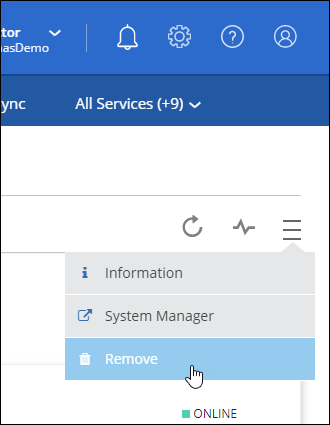 tor
nasDemo
ync
All Services (+9)
Information
System Manager
Remove
ONLINE